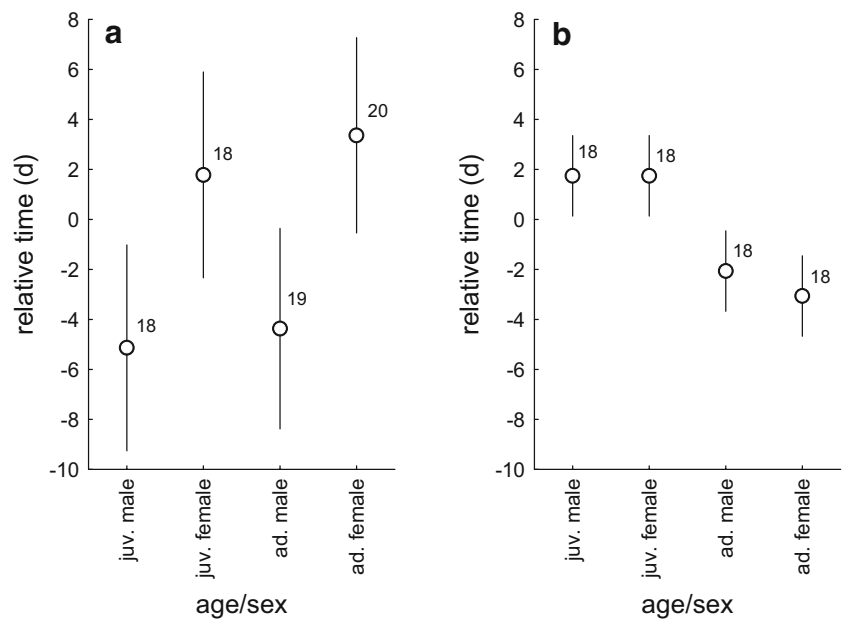 a
8
6
4
2
0
-2
-4
-6
-8
-10
relative time (d)
18
18
19
20
juv. male
juv. female
ad. male
ad. female
age/sex
b
8
6
4
2
0
-2
-4
-6
-8
-10
relative time (d)
18
18
18
18
juv. male
juv. female
ad. male
ad. female
age/sex